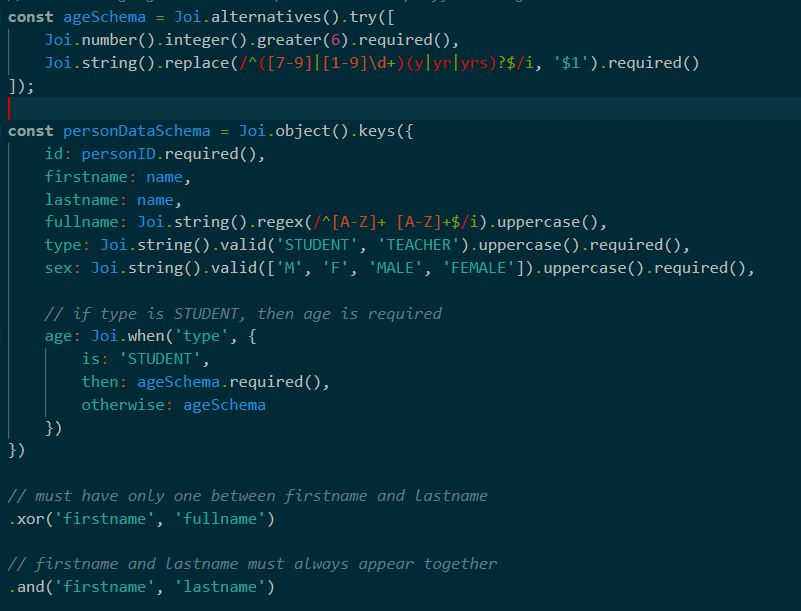 const ageSchema = Joi.alternatives().try([
    Joi.number().integer().greater(6).required(),
    Joi.string().replace(/^([7-9]|[1-9]\d+)(y|yr|yrs)?$/i, '$1').required()
]);
const personDataSchema = Joi.object().keys({
    id: personID.required(),
    firstname: name,
    lastname: name,
    fullname: Joi.string().regex(/^[A-Z]+ [A-Z]+$/i).uppercase(),
    type: Joi.string().valid('STUDENT', 'TEACHER').uppercase().required(),
    sex: Joi.string().valid(['M', 'F', 'MALE', 'FEMALE']).uppercase().required(),
    // if type is STUDENT, then age is required
    age: Joi.when('type', {
        is: 'STUDENT',
        then: ageSchema.required(),
        otherwise: ageSchema
    })
})
// must have only one between firstname and lastname
.xor('firstname', 'fullname')
// firstname and lastname must always appear together
.and('firstname', 'lastname')